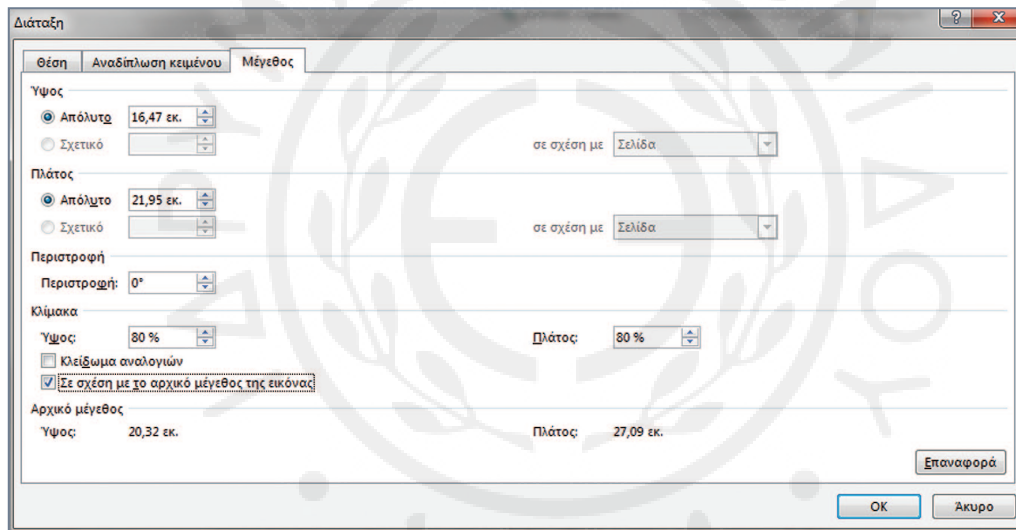 Διάταξη
Θέση Αναδίπλωση κειμένου Μέγεθος
Ύψος
Απόλυτο 16,47 εκ.
Σχετικό σε σχέση με Σελίδα
Πλάτος
Απόλυτο 21,95 εκ.
Σχετικό σε σχέση με Σελίδα
Περιστροφή
Περιστροφή: 0°
Κλίμακα
Ύψος: 80 % Πλάτος: 80 %
Κλείδωμα αναλογιών
Σε σχέση με το αρχικό μέγεθος της εικόνας
Αρχικό μέγεθος
Ύψος: 20,32 εκ. Πλάτος: 27,09 εκ.
Επαναφορά
OK Άκυρο